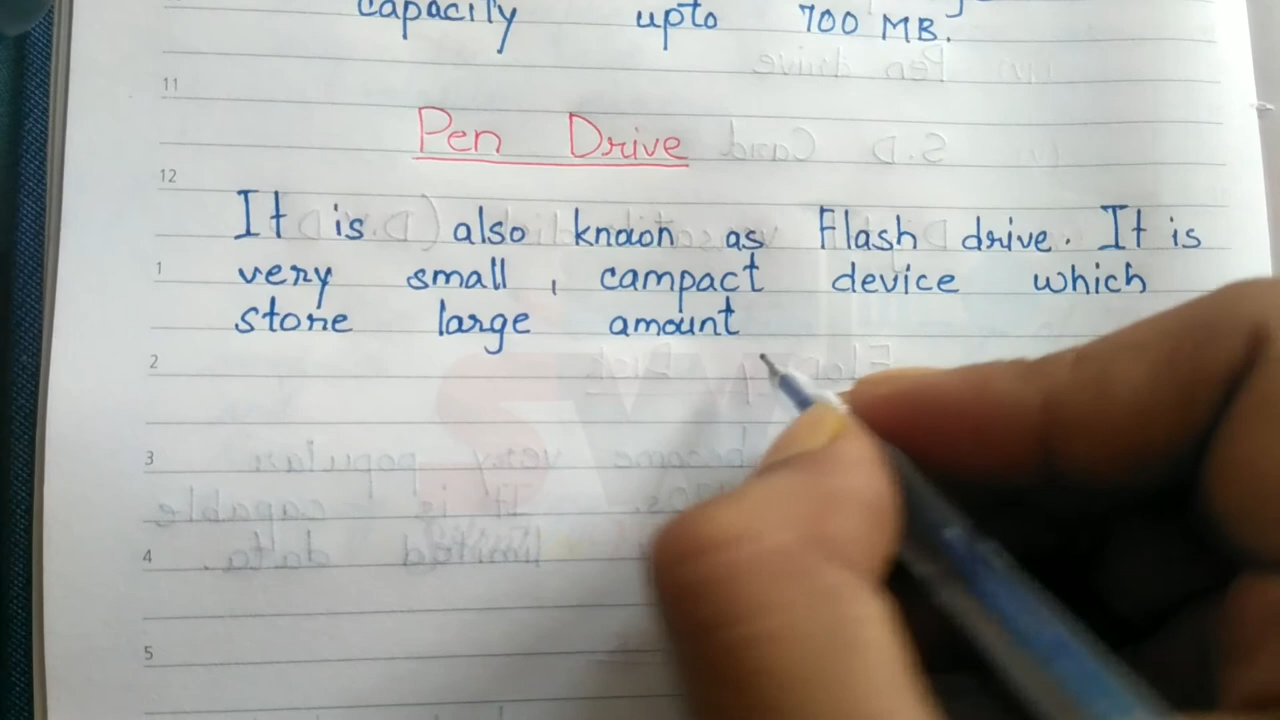 capacity upto 700 MB.
11
Pen Drive
12
It is also known as Flash drive. It is
1
very small, campact device which
store large amount
2
3
4
5